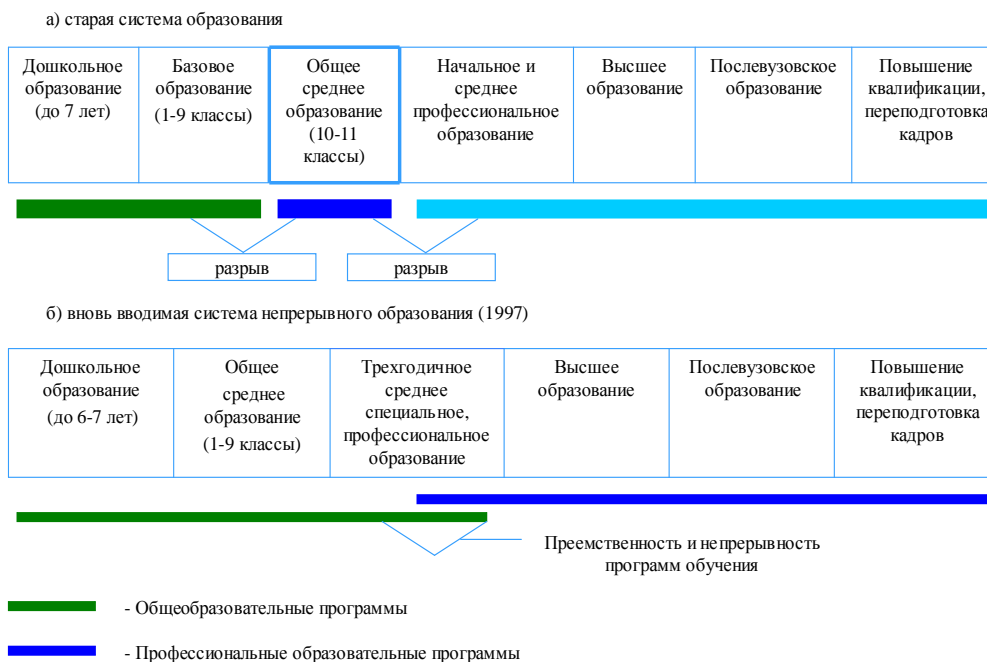 а) старая система образования
Дошкольное
образование
(до 7 лет)
Базовое
образование
(1-9 классы)
Общее
среднее
образование
(10-11
классы)
Начальное и
среднее
профессиональное
образование
Высшее
образование
Послевузовское
образование
Повышение
квалификации,
переподготовка
кадров
разрыв
разрыв
б) вновь вводимая система непрерывного образования (1997)
Дошкольное
образование
(до 6-7 лет)
Общее
среднее
образование
(1-9 классы)
Трехгодичное
среднее
специальное,
профессиональное
образование
Высшее
образование
Послевузовское
образование
Повышение
квалификации,
переподготовка
кадров
Преемственность и непрерывность
программ обучения
- Общеобразовательные программы
- Профессиональные образовательные программы